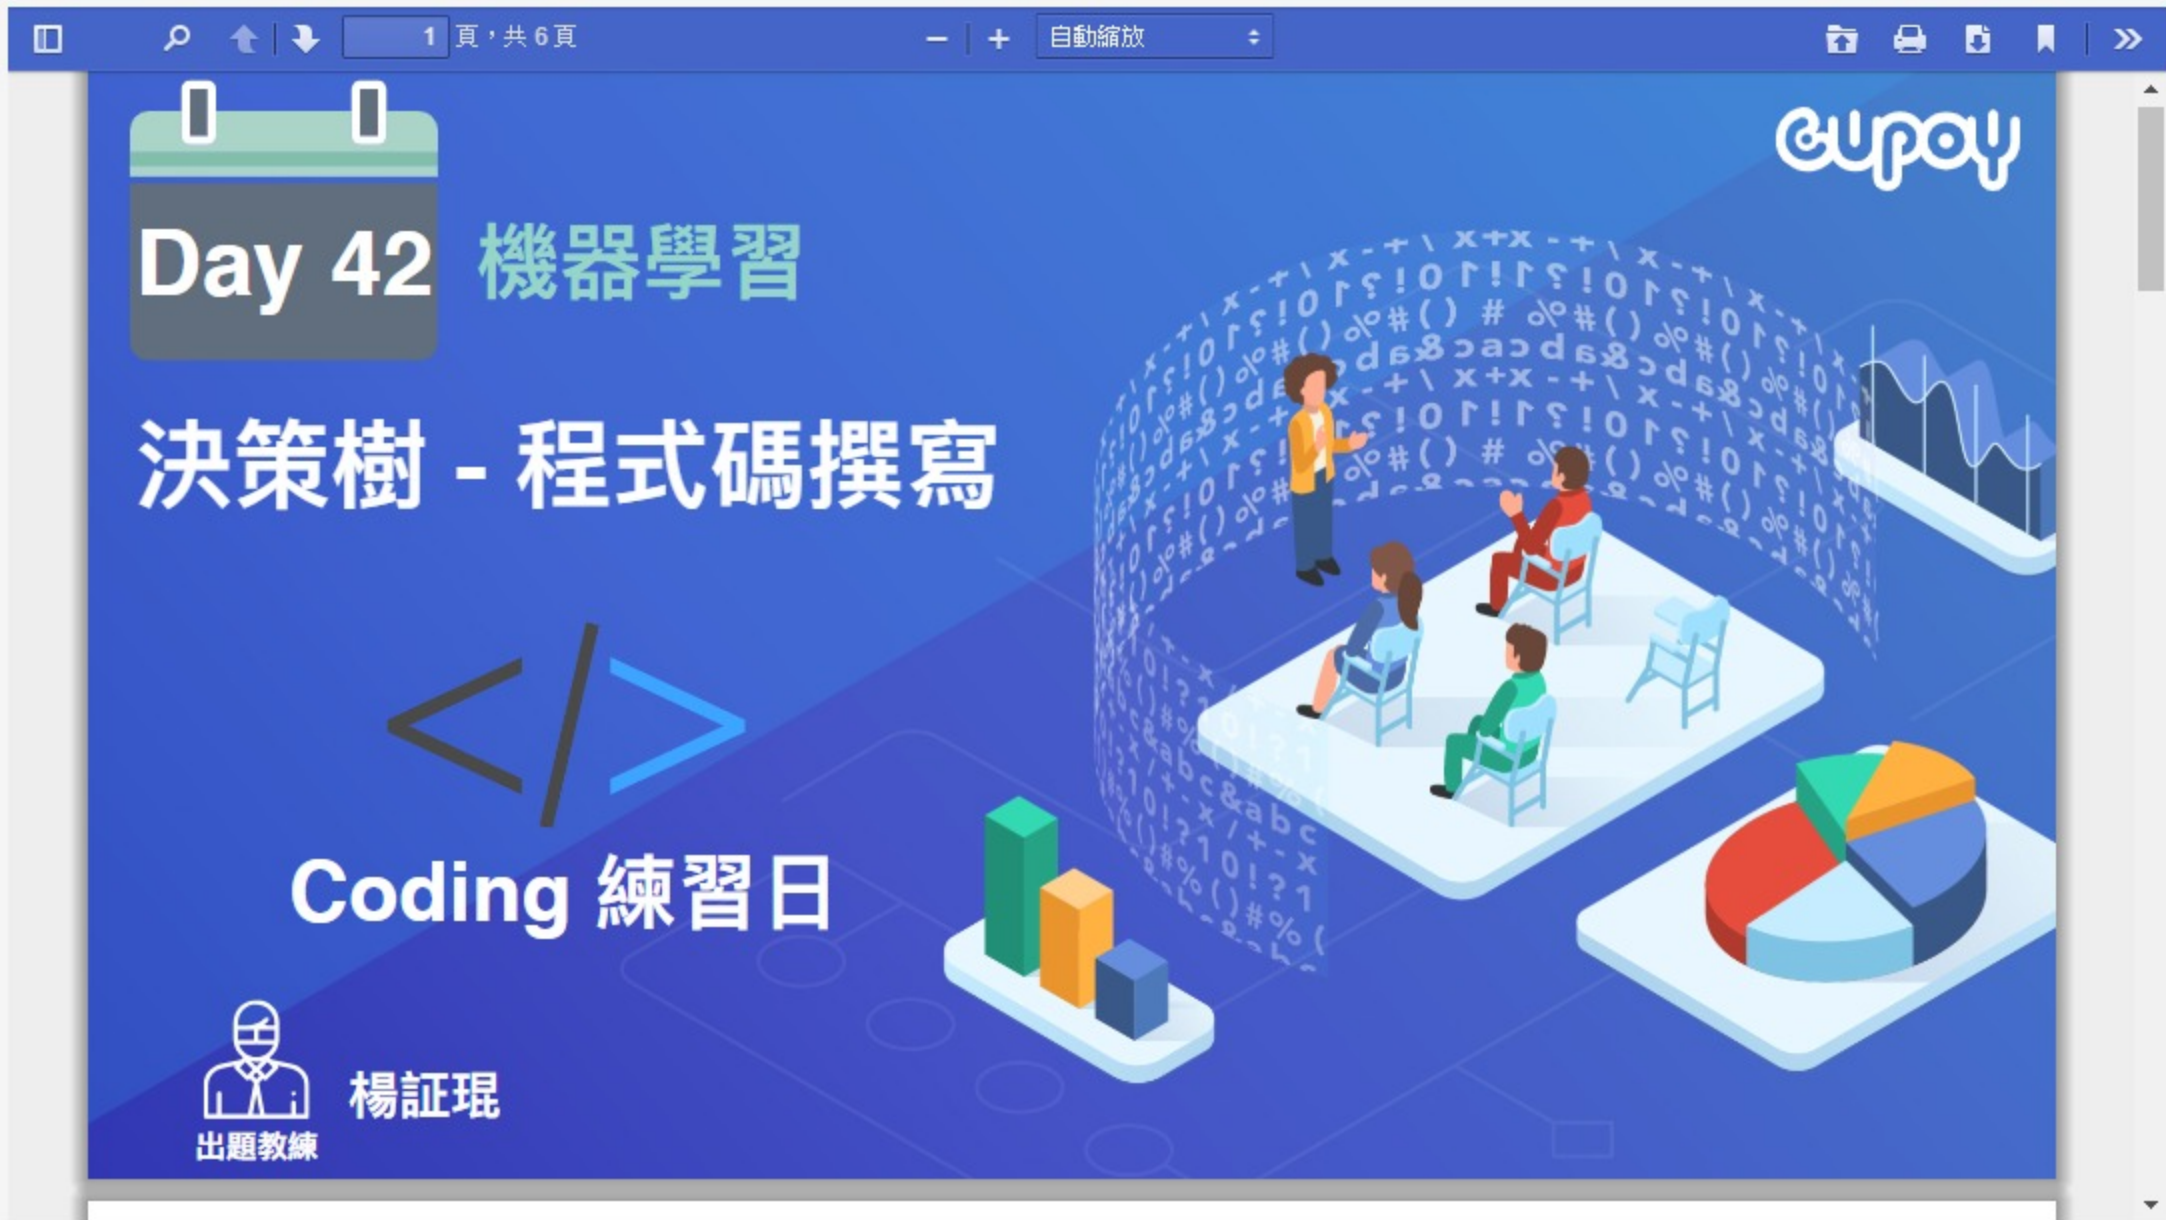 1 頁，共 6 頁
自動縮放
cupoy
Day 42
機器學習
決策樹 - 程式碼撰寫
</>
Coding 練習日
楊証琨
出題教練